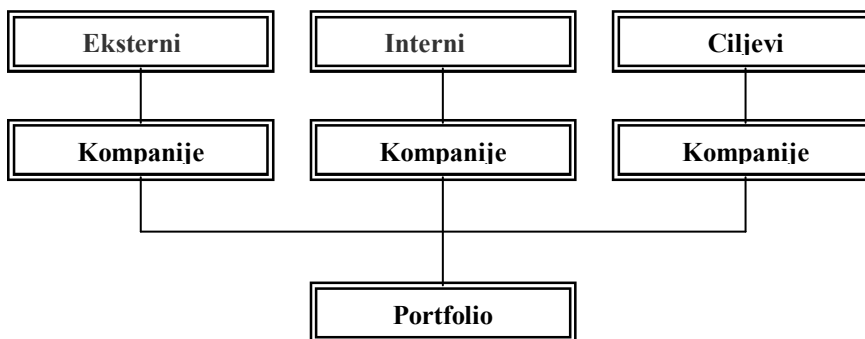 Eksterni
Interni
Ciljevi
Kompanije
Kompanije
Kompanije
Portfolio